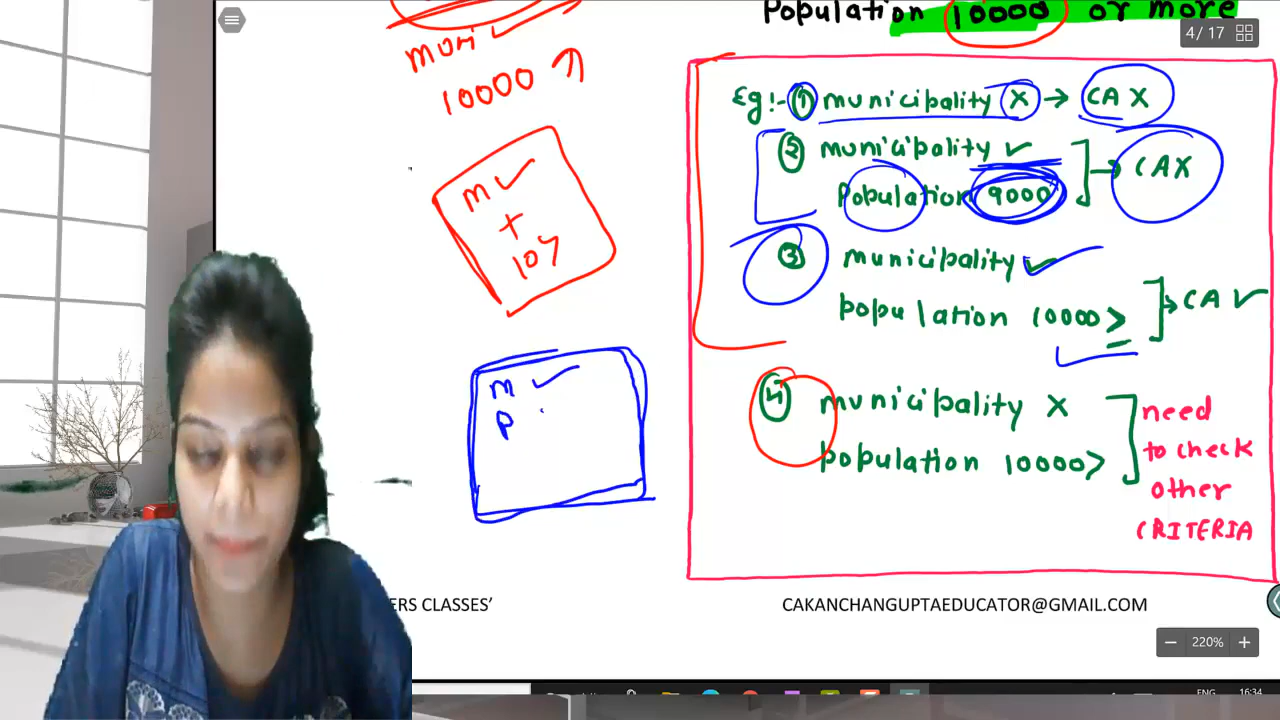 Population 10000 or more
4 / 17
mori
10000
Eg:- ① municipality X → CA X
② municipality ✓
Population 9000
→ CAX
m ✓
+
10>
③ municipality ✓
population 10000 >
→ CA ✓
m ✓
P
④ municipality X
population 10000>
need
to check
other
CRITERIA
ERS CLASSES'
CAKANCHANGUPTAEDUCATOR@GMAIL.COM
220%
ENG
16:34